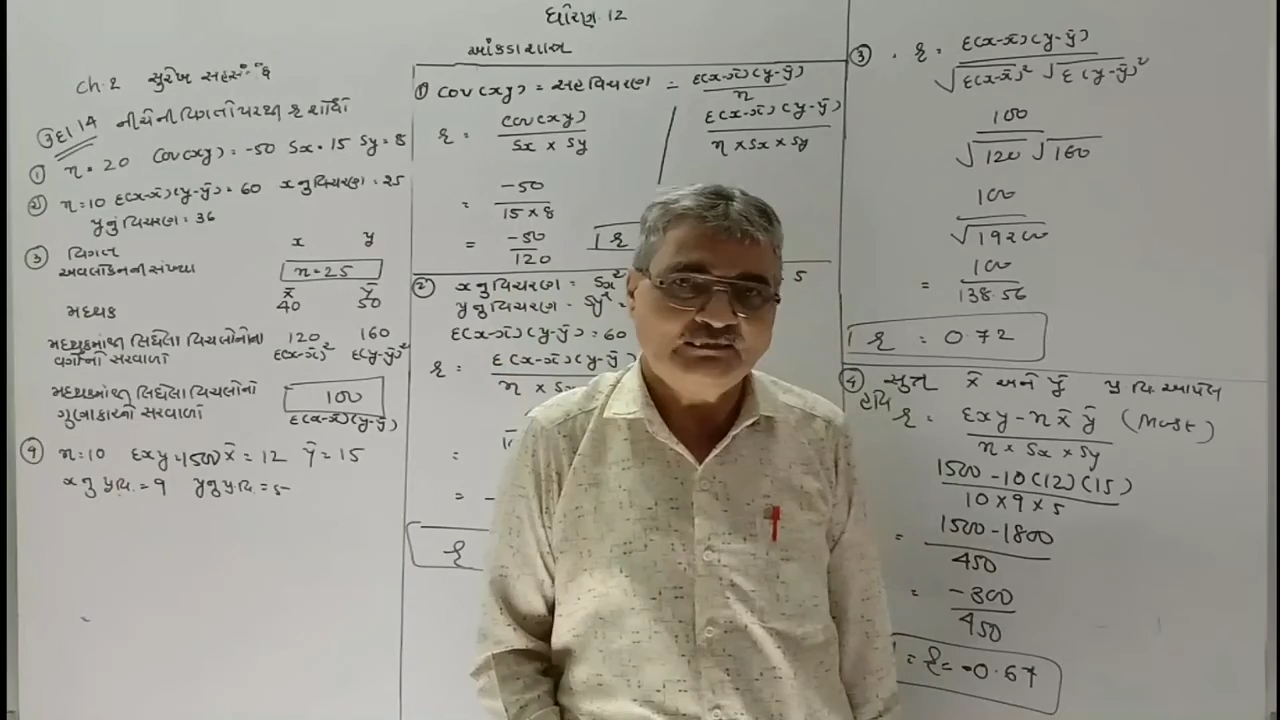 ધોરણ 12
આંકડાશાસ્ત્ર
Ch. 2 સુરેખ સહસંબંધ
ઉદા 14 નીચેની વિગતો પરથી r શોધો
① n = 20 Cov(xy) = -50 Sx = 15 Sy = 8
② n = 10 Σ(x-x̄)(y-ȳ) = 60 x નુ વિચરણ = 25
y નું વિચરણ = 36
③ વિગત x y
અવલોકનની સંખ્યા n = 25
x̄ ȳ
મધ્યક 40 50
મધ્યકમાંથી લિધેલા વિચલનોના 120 160
વર્ગોનો સરવાળો Σ(x-x̄)² Σ(y-ȳ)²
મધ્યકમાંથી લિધેલા વિચલનોના 100
ગુણાકારનો સરવાળો Σ(x-x̄)(y-ȳ)
④ n = 10 Σxy = 1500 x̄ = 12 ȳ = 15
x નુ પ્ર.વિ. = 9 y નુ પ્ર.વિ. = 5
① Cov(xy) = સહવિચરણ = Σ(x-x̄)(y-ȳ) / n
r = Cov(xy) / Sx × Sy / Σ(x-x̄)(y-ȳ) / n × Sx × Sy
= -50 / 15 × 8
= -50 / 120 r
② x નુ વિચરણ = Sx² 5
y નુ વિચરણ = Sy² =
Σ(x-x̄)(y-ȳ) = 60
r = Σ(x-x̄)(y-ȳ) / n × Sx
=
= -
r
③ r = Σ(x-x̄)(y-ȳ) / √Σ(x-x̄)² √Σ(y-ȳ)²
100 / √120 √160
100 / √19200
= 100 / 138.56
r = 0.72
④ સુત્ર x̄ અને ȳ પ્ર વિ. આપેલ
હોય r = Σxy - n x̄ ȳ / n × Sx × Sy (Most)
1500 - 10(12)(15) / 10 × 9 × 5
= 1500 - 1800 / 450
= -300 / 450
= r = -0.67